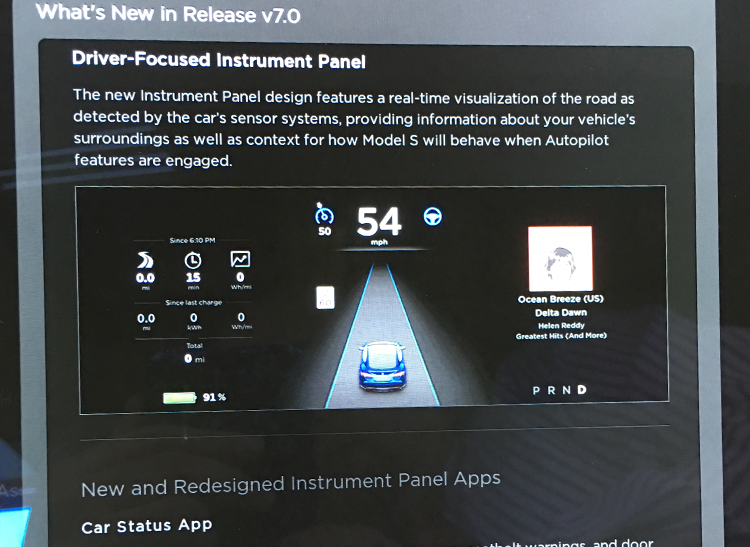 What's New in Release v7.0
Driver-Focused Instrument Panel
The new Instrument Panel design features a real-time visualization of the road as
detected by the car's sensor systems, providing information about your vehicle's
surroundings as well as context for how Model S will behave when Autopilot
features are engaged.
50
54
mph
Since 6:10 PM
0.0
mi
15
min
0
Wh/mi
Since last charge
0.0
mi
0
kWh
0
Wh/mi
Total
0 mi
91%
60
Ocean Breeze (US)
Delta Dawn
Helen Reddy
Greatest Hits (And More)
P R N D
New and Redesigned Instrument Panel Apps
Car Status App
warnings, and door